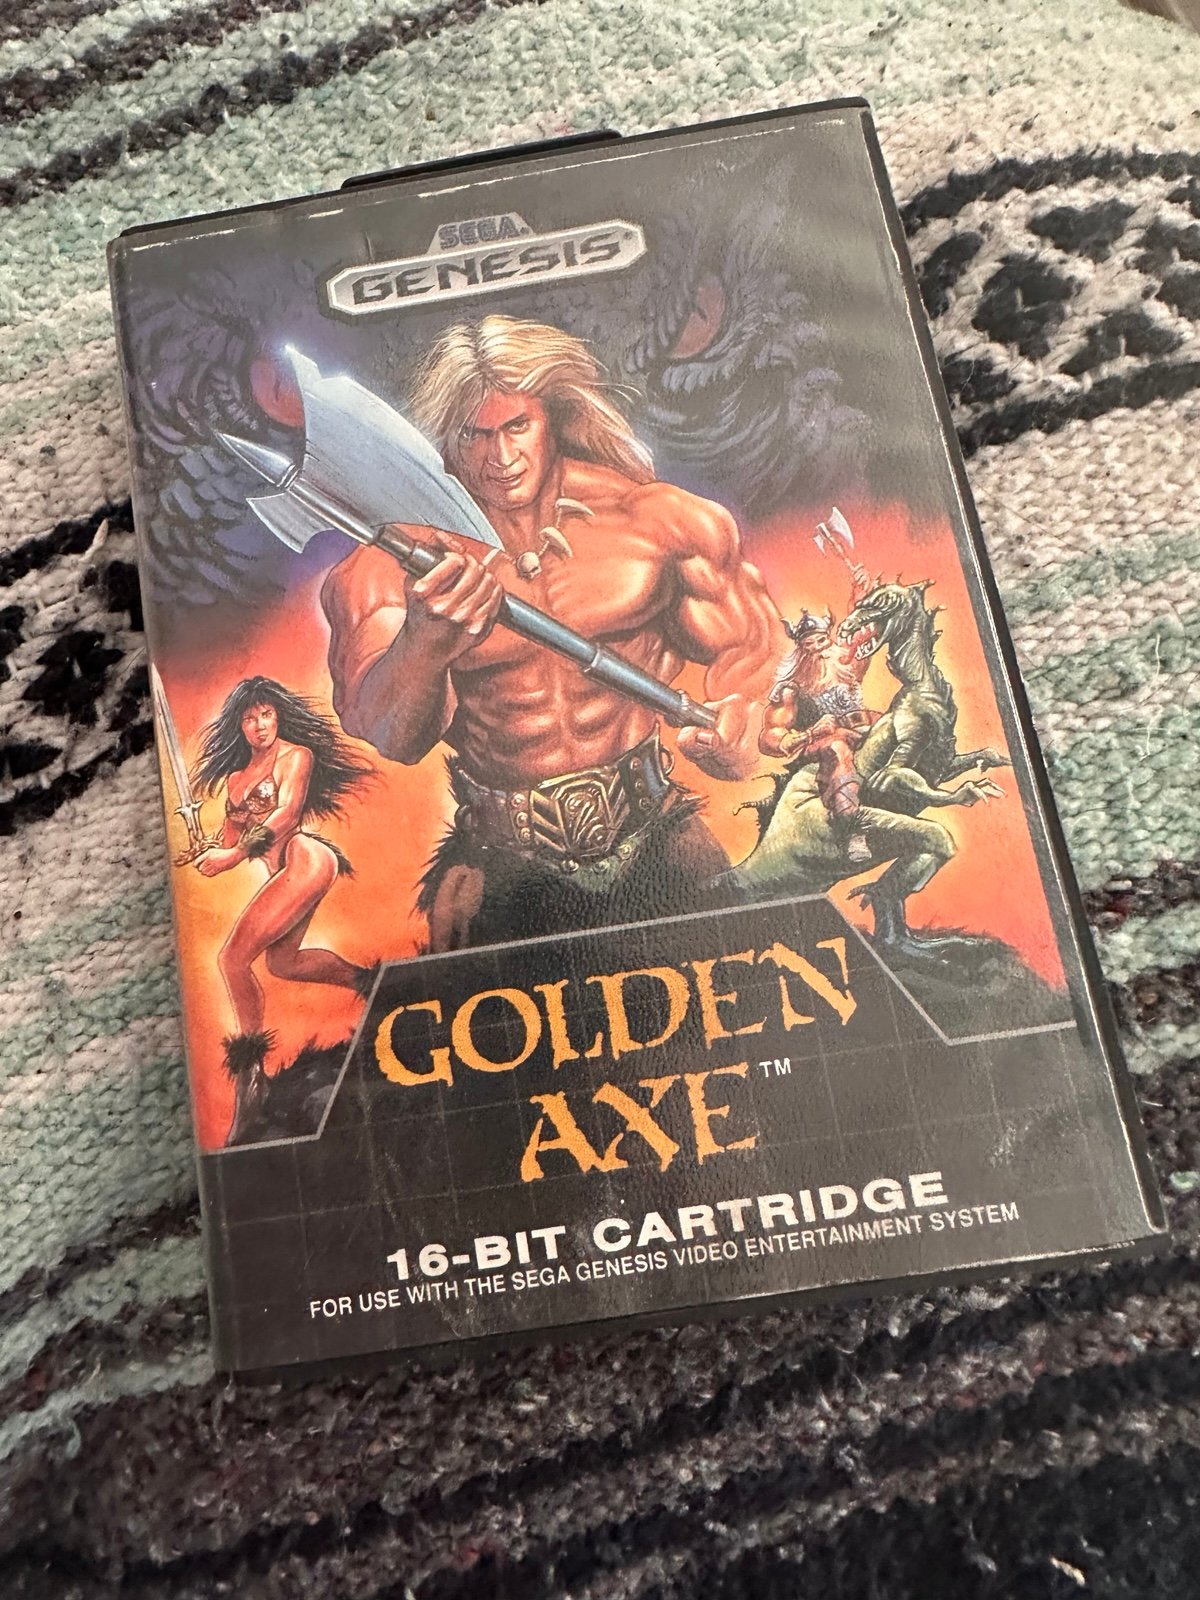 SEGA
GENESIS
GOLDEN
AXE™
16-BIT CARTRIDGE
FOR USE WITH THE SEGA GENESIS VIDEO ENTERTAINMENT SYSTEM